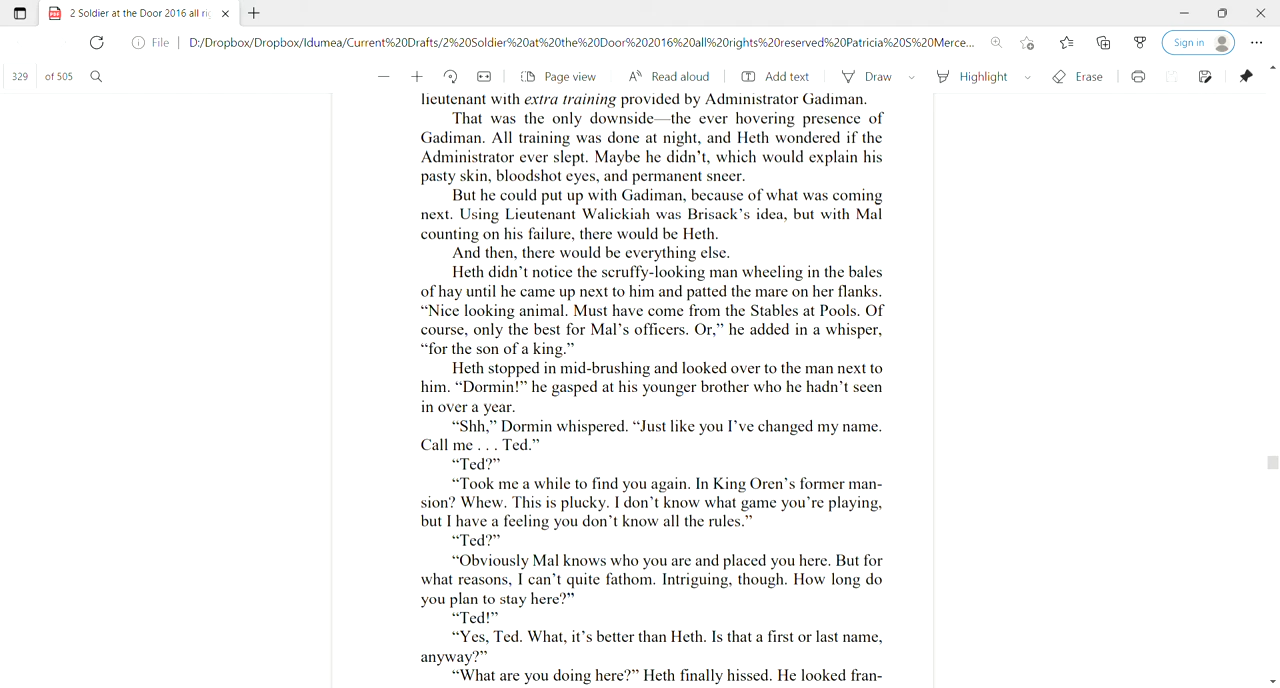 2 Soldier at the Door 2016 all ri
File D:/Dropbox/Dropbox/Idumea/Current%20Drafts/2%20Soldier%20at%20the%20Door%202016%20all%20rights%20reserved%20Patricia%20S%20Merce... Sign in
329 of 505 Page view Read aloud Add text Draw Highlight Erase
lieutenant with extra training provided by Administrator Gadiman.
That was the only downside—the ever hovering presence of
Gadiman. All training was done at night, and Heth wondered if the
Administrator ever slept. Maybe he didn’t, which would explain his
pasty skin, bloodshot eyes, and permanent sneer.
But he could put up with Gadiman, because of what was coming
next. Using Lieutenant Walickiah was Brisack’s idea, but with Mal
counting on his failure, there would be Heth.
And then, there would be everything else.
Heth didn’t notice the scruffy-looking man wheeling in the bales
of hay until he came up next to him and patted the mare on her flanks.
“Nice looking animal. Must have come from the Stables at Pools. Of
course, only the best for Mal’s officers. Or,” he added in a whisper,
“for the son of a king.”
Heth stopped in mid-brushing and looked over to the man next to
him. “Dormin!” he gasped at his younger brother who he hadn’t seen
in over a year.
“Shh,” Dormin whispered. “Just like you I’ve changed my name.
Call me . . . Ted.”
“Ted?”
“Took me a while to find you again. In King Oren’s former man-
sion? Whew. This is plucky. I don’t know what game you’re playing,
but I have a feeling you don’t know all the rules.”
“Ted?”
“Obviously Mal knows who you are and placed you here. But for
what reasons, I can’t quite fathom. Intriguing, though. How long do
you plan to stay here?”
“Ted!”
“Yes, Ted. What, it’s better than Heth. Is that a first or last name,
anyway?”
“What are you doing here?” Heth finally hissed. He looked fran-